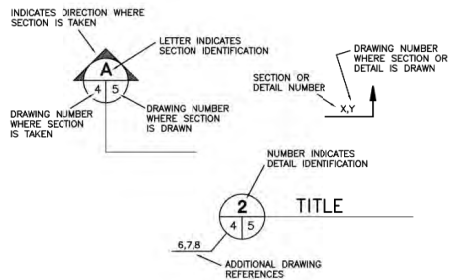 INDICATES DIRECTION WHERE
SECTION IS TAKEN
LETTER INDICATES
SECTION IDENTIFICATION
A
4 5
DRAWING NUMBER
WHERE SECTION
IS TAKEN
DRAWING NUMBER
WHERE SECTION
IS DRAWN
DRAWING NUMBER
WHERE SECTION OR
DETAIL IS DRAWN
SECTION OR
DETAIL NUMBER
X,Y
NUMBER INDICATES
DETAIL IDENTIFICATION
2
4 5
TITLE
6,7,8
ADDITIONAL DRAWING
REFERENCES